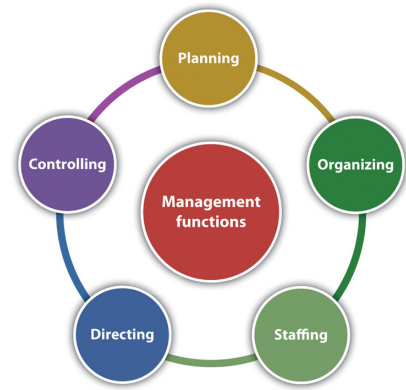 Planning
Organizing
Staffing
Directing
Controlling
Management
functions